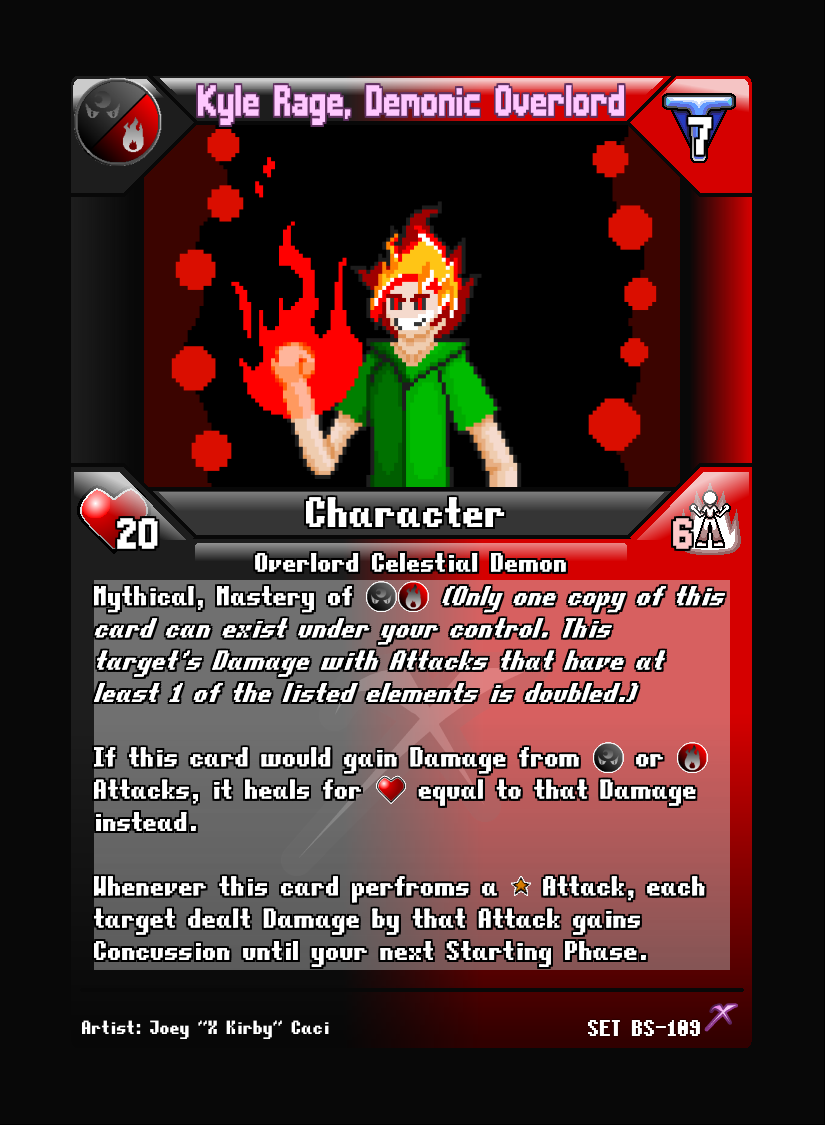 Kyle Rage, Demonic Overlord
7
20
Character
6
Overlord Celestial Demon
Mythical, Mastery of (Only one copy of this
card can exist under your control. This
target's Damage with Attacks that have at
least 1 of the listed elements is doubled.)
If this card would gain Damage from or
Attacks, it heals for equal to that Damage
instead.
Whenever this card perfroms a Attack, each
target dealt Damage by that Attack gains
Concussion until your next Starting Phase.
Artist: Joey "X Kirby" Caci
SET BS-109